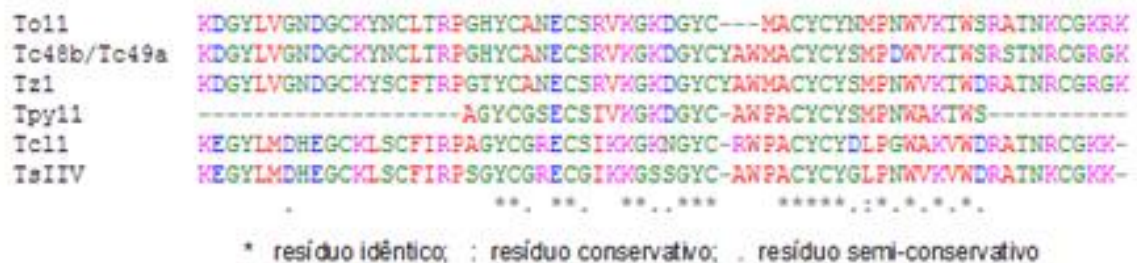 To11 KDGYLVGNDGCKYNCLTRPGHYCANECSRVKGKDGYC---MACYCYNMPNWVKTWSRATNKCGKRK
Tc48b/Tc49a KDGYLVGNDGCKYNCLTRPGHYCANECSRVKGKDGYCYAWMACYCYSMPDWVKTWSRSTNRCGRGK
Tz1 KDGYLVGNDGCKYSCFTRPGTYCANECSRVKGKDGYCYAWMACYCYSMPNWVKTWDRATNRCGRGK
Tpy11 -------------------AGYCGSECSIVKGKDGYC-AWPACYCYSMPNWAKTWS----------
Tcl1 KEGYLMDHEGCKLSCFIRPAGYCGRECSIKKGKNGYC-RWPACYCYDLPGWAKVWDRATNRCGKK-
TsIIV KEGYLMDHEGCKLSCFIRPSGYCGRECGIKKGSSGYC-AWPACYCYGLPNWVKVWDRATNKCGKK-
. **. **. **..*** *****.:*.*.*.*.
* resíduo idêntico; : resíduo conservativo; . resíduo semi-conservativo